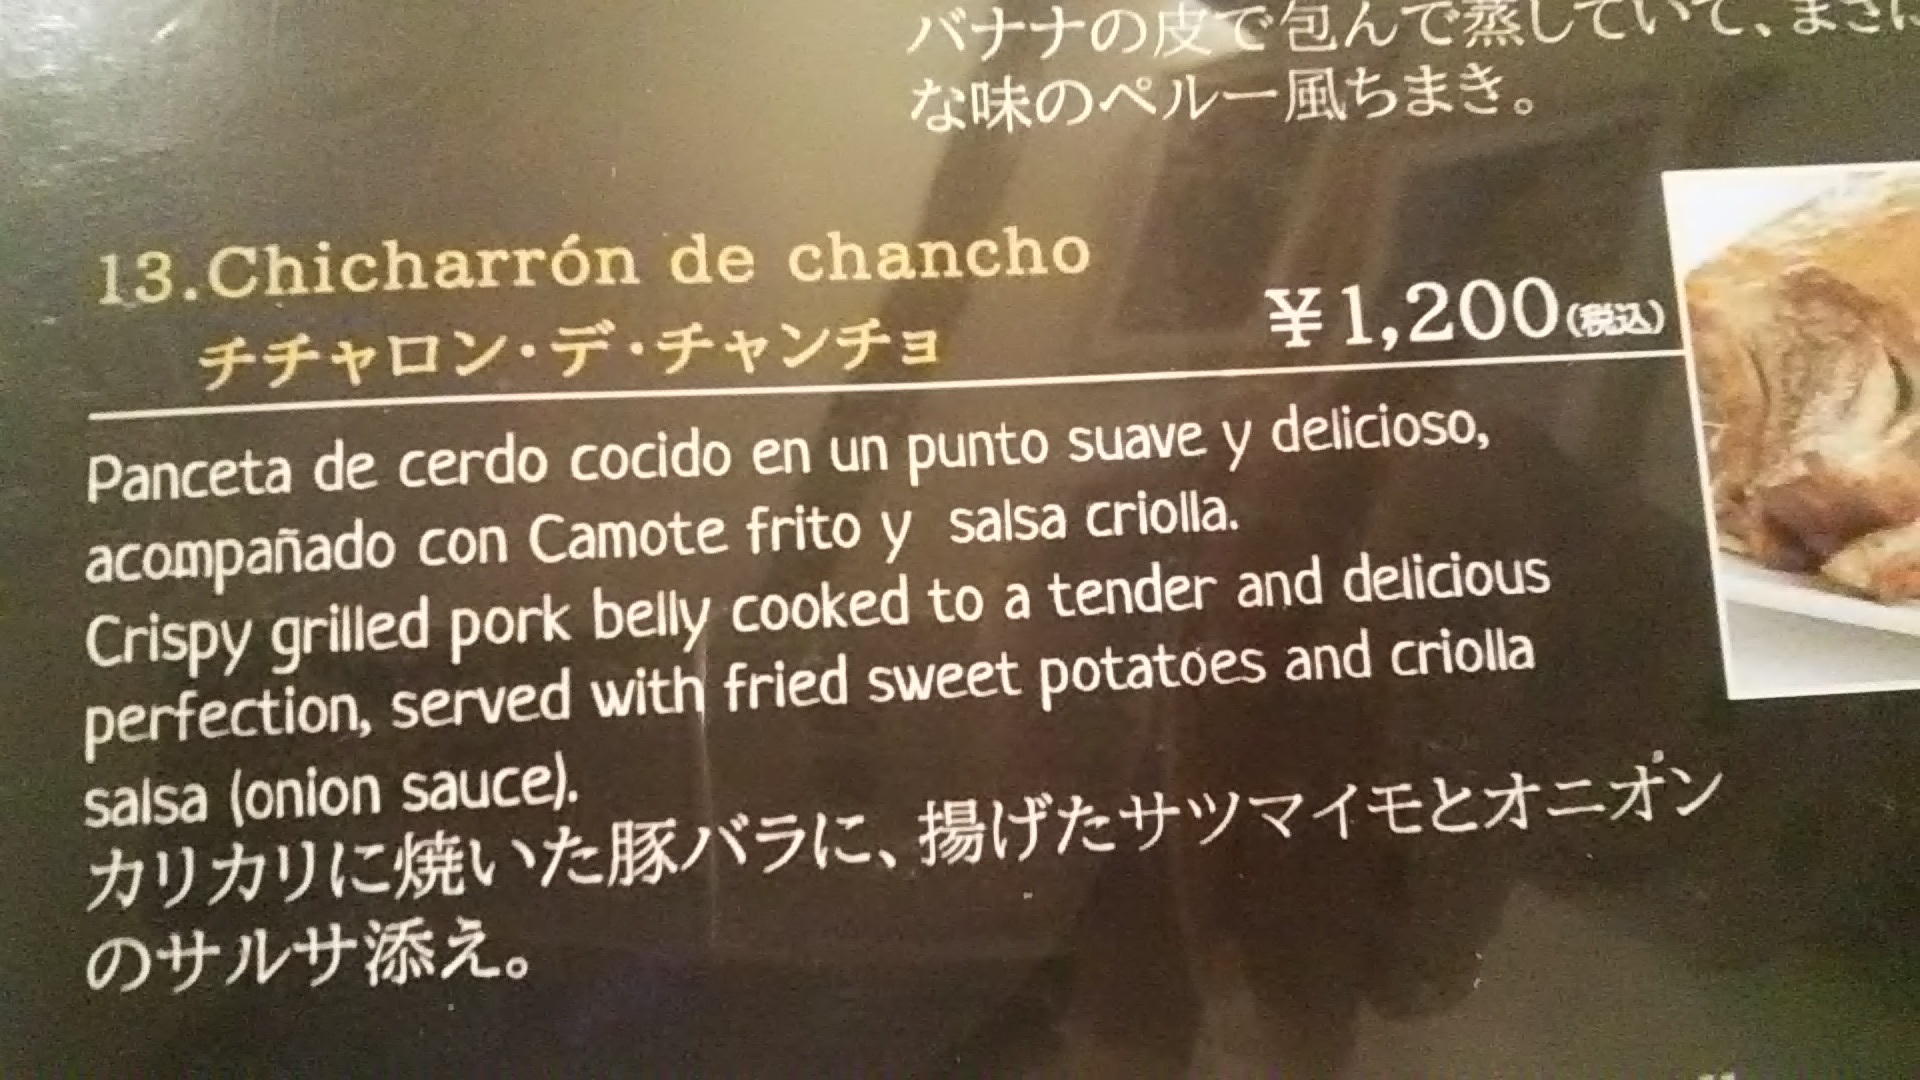 バナナの皮で包んで蒸していて、まさに
な味のペルー風ちまき。
13.Chicharrón de chancho
チチャロン・デ・チャンチョ
¥1,200(税込)
Panceta de cerdo cocido en un punto suave y delicioso,
acompañado con Camote frito y salsa criolla.
Crispy grilled pork belly cooked to a tender and delicious
perfection, served with fried sweet potatoes and criolla
salsa (onion sauce).
カリカリに焼いた豚バラに、揚げたサツマイモとオニオン
のサルサ添え。